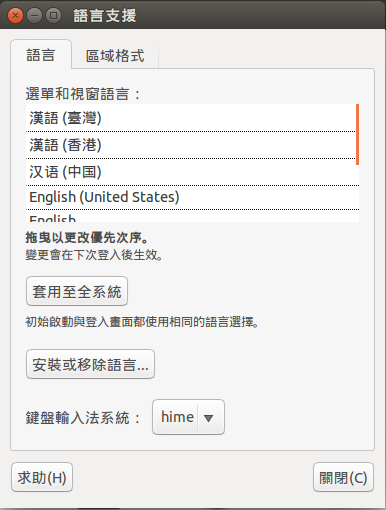 語言支援
語言 區域格式
選單和視窗語言：
漢語 (臺灣)
漢語 (香港)
汉语 (中国)
English (United States)
English
拖曳以更改優先次序。
變更會在下次登入後生效。
套用至全系統
初始啟動與登入畫面都使用相同的語言選擇。
安裝或移除語言...
鍵盤輸入法系統： hime
求助(H) 關閉(C)